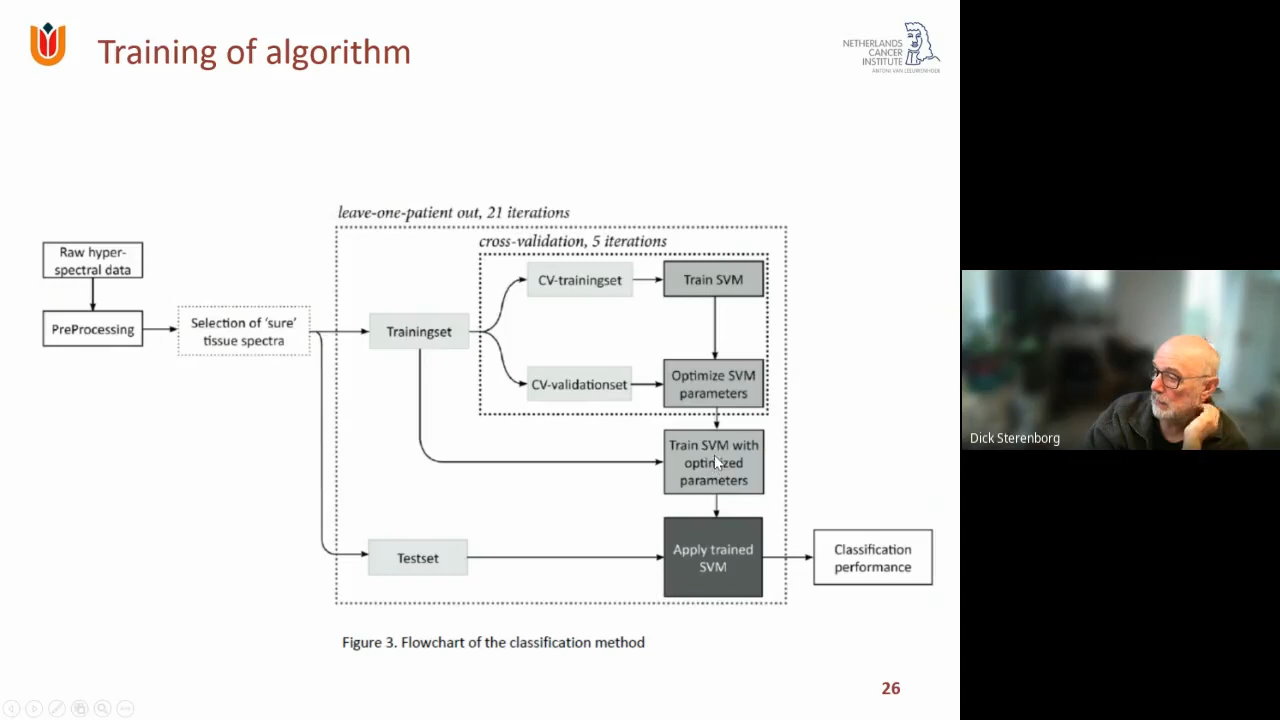 Training of algorithm
NETHERLANDS
CANCER
INSTITUTE
ANTONI VAN LEEUWENHOEK
leave-one-patient out, 21 iterations
cross-validation, 5 iterations
Raw hyper-
spectral data
PreProcessing
Selection of 'sure'
tissue spectra
Trainingset
CV-trainingset
Train SVM
CV-validationset
Optimize SVM
parameters
Train SVM with
optimized
parameters
Testset
Apply trained
SVM
Classification
performance
Figure 3. Flowchart of the classification method
26
Dick Sterenborg